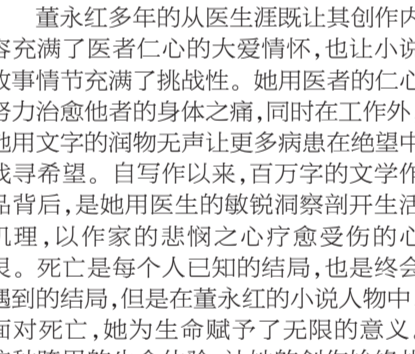 董永红多年的从医生涯既让其创作内
容充满了医者仁心的大爱情怀，也让小说
故事情节充满了挑战性。她用医者的仁心
努力治愈他者的身体之痛，同时在工作外
她用文字的润物无声让更多病患在绝望中
找寻希望。自写作以来，百万字的文学作
品背后，是她用医生的敏锐洞察剖开生活
肌理，以作家的悲悯之心疗愈受伤的心
灵。死亡是每个人已知的结局，也是终会
遇到的结局，但是在董永红的小说人物中
面对死亡，她为生命赋予了无限的意义，